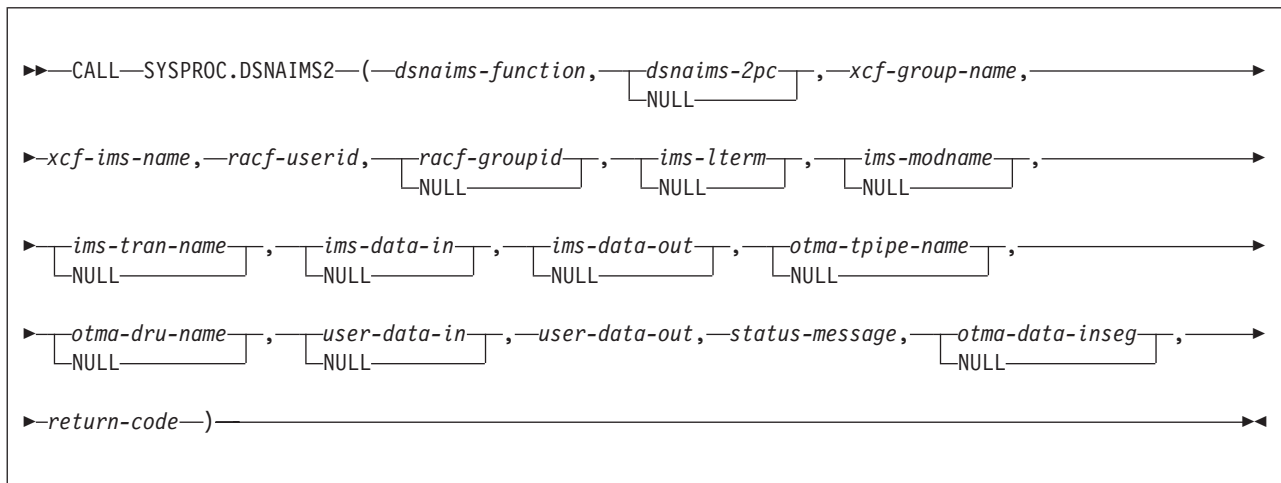 CALL SYSPROC.DSNAIMS2 ( dsnaims-function, dsnaims-2pc , xcf-group-name,
NULL
xcf-ims-name, racf-userid, racf-groupid , ims-lterm , ims-modname ,
NULL NULL NULL
ims-tran-name , ims-data-in , ims-data-out , otma-tpipe-name ,
NULL NULL NULL NULL
otma-dru-name , user-data-in , user-data-out, status-message, otma-data-inseg ,
NULL NULL NULL
return-code )